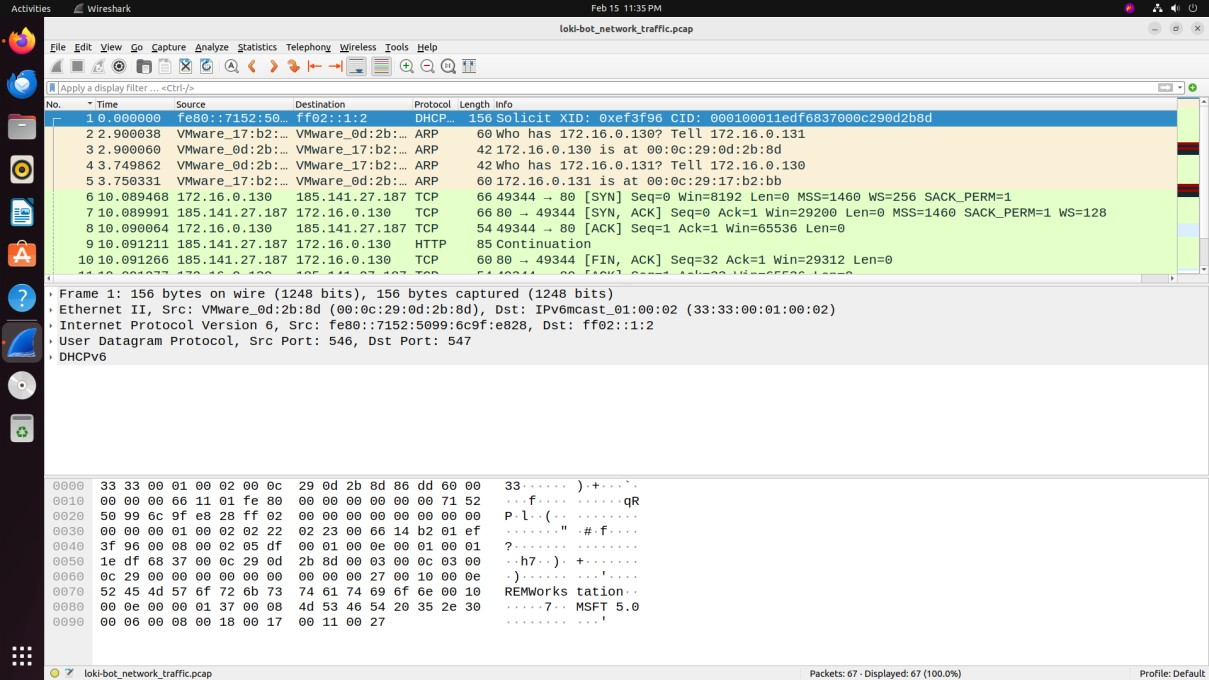 Activities
Wireshark
Feb 15 11:35 PM
loki-bot_network_traffic.pcap
File Edit View Go Capture Analyze Statistics Telephony Wireless Tools Help
Apply a display filter ... <Ctrl-/>
No. Time Source Destination Protocol Length Info
1 0.000000 fe80::7152:50… ff02::1:2 DHCP… 156 Solicit XID: 0xef3f96 CID: 000100011edf6837000c290d2b8d
2 2.900038 VMware_17:b2:… VMware_0d:2b:… ARP 60 Who has 172.16.0.130? Tell 172.16.0.131
3 2.900060 VMware_0d:2b:… VMware_17:b2:… ARP 42 172.16.0.130 is at 00:0c:29:0d:2b:8d
4 3.749862 VMware_0d:2b:… VMware_17:b2:… ARP 42 Who has 172.16.0.131? Tell 172.16.0.130
5 3.750331 VMware_17:b2:… VMware_0d:2b:… ARP 60 172.16.0.131 is at 00:0c:29:17:b2:bb
6 10.089468 172.16.0.130 185.141.27.187 TCP 66 49344 → 80 [SYN] Seq=0 Win=8192 Len=0 MSS=1460 WS=256 SACK_PERM=1
7 10.089991 185.141.27.187 172.16.0.130 TCP 66 80 → 49344 [SYN, ACK] Seq=0 Ack=1 Win=29200 Len=0 MSS=1460 SACK_PERM=1 WS=128
8 10.090064 172.16.0.130 185.141.27.187 TCP 54 49344 → 80 [ACK] Seq=1 Ack=1 Win=65536 Len=0
9 10.091211 185.141.27.187 172.16.0.130 HTTP 85 Continuation
10 10.091266 185.141.27.187 172.16.0.130 TCP 60 80 → 49344 [FIN, ACK] Seq=32 Ack=1 Win=29312 Len=0
Frame 1: 156 bytes on wire (1248 bits), 156 bytes captured (1248 bits)
Ethernet II, Src: VMware_0d:2b:8d (00:0c:29:0d:2b:8d), Dst: IPv6mcast_01:00:02 (33:33:00:01:00:02)
Internet Protocol Version 6, Src: fe80::7152:5099:6c9f:e828, Dst: ff02::1:2
User Datagram Protocol, Src Port: 546, Dst Port: 547
DHCPv6
0000 33 33 00 01 00 02 00 0c 29 0d 2b 8d 86 dd 60 00 33······ )·+···`·
0010 00 00 00 66 11 01 fe 80 00 00 00 00 00 00 71 52 ···f···· ······qR
0020 50 99 6c 9f e8 28 ff 02 00 00 00 00 00 00 00 00 P·l··(·· ········
0030 00 00 00 01 00 02 02 22 02 23 00 66 14 b2 01 ef ·······" ·#·f····
0040 3f 96 00 08 00 02 05 df 00 01 00 0e 00 01 00 01 ?······· ········
0050 1e df 68 37 00 0c 29 0d 2b 8d 00 03 00 0c 03 00 ··h7··)· +·······
0060 0c 29 00 00 00 00 00 00 00 00 00 27 00 10 00 0e ·)······ ···'····
0070 52 45 4d 57 6f 72 6b 73 74 61 74 69 6f 6e 00 10 REMWorks tation··
0080 00 0e 00 00 01 37 00 08 4d 53 46 54 20 35 2e 30 ·····7·· MSFT 5.0
0090 00 06 00 08 00 18 00 17 00 11 00 27 ········ ···'
loki-bot_network_traffic.pcap
Packets: 67 · Displayed: 67 (100.0%)
Profile: Default